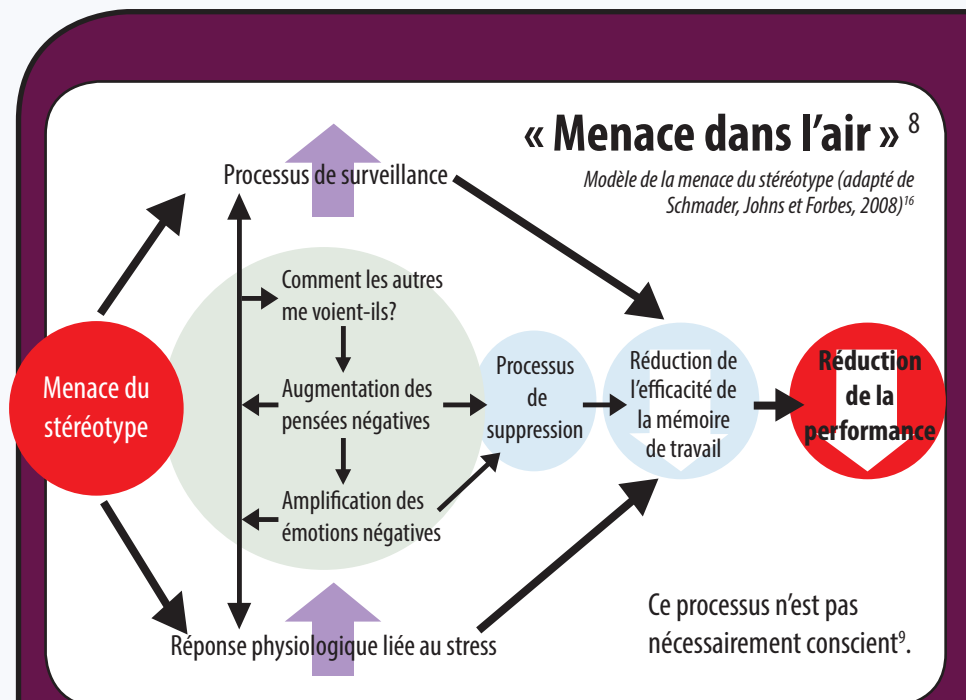 « Menace dans l'air » 8
Modèle de la menace du stéréotype (adapté de
Schmader, Johns et Forbes, 2008)16
Processus de surveillance
Comment les autres
me voient-ils?
Menace du
stéréotype
Augmentation des
pensées négatives
Amplification des
émotions négatives
Processus
de
suppression
Réduction de
l'efficacité de
la mémoire
de travail
Réduction
de la
performance
Réponse physiologique liée au stress
Ce processus n'est pas
nécessairement conscient9.